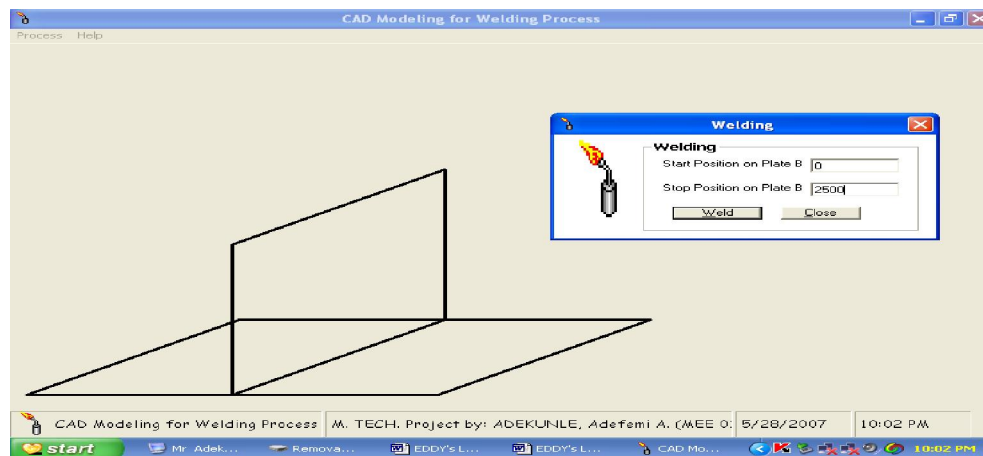 CAD Modeling for Welding Process
Process Help
Welding
Welding
Start Position on Plate B 0
Stop Position on Plate B 2500
Weld Close
CAD Modeling for Welding Process M. TECH. Project by: ADEKUNLE, Adefemi A. (MEE 0: 5/28/2007 10:02 PM
start Mr Adek... Remova... EDDY's L... EDDY's L... CAD Mo... 10:02 PM